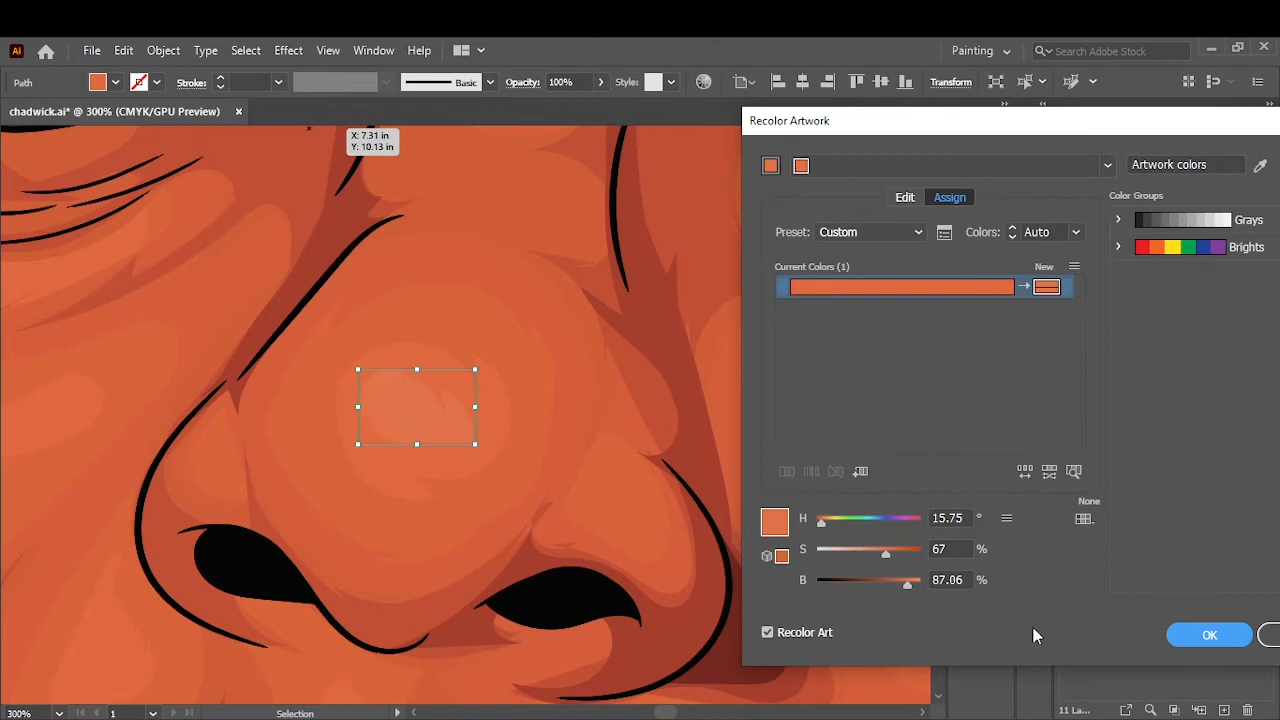 Ai File Edit Object Type Select Effect View Window Help Painting Search Adobe Stock
Path Stroke: Basic Opacity: 100% Style: Transform
chadwick.ai* @ 300% (CMYK/GPU Preview) ×
X: 7.31 in
Y: 10.13 in
Recolor Artwork
Artwork colors
Edit Assign
Color Groups
Preset: Custom Colors: Auto
Grays
Brights
Current Colors (1) New
None
H 15.75 °
S 67 %
B 87.06 %
Recolor Art
OK
300% 1 Selection 11 La...